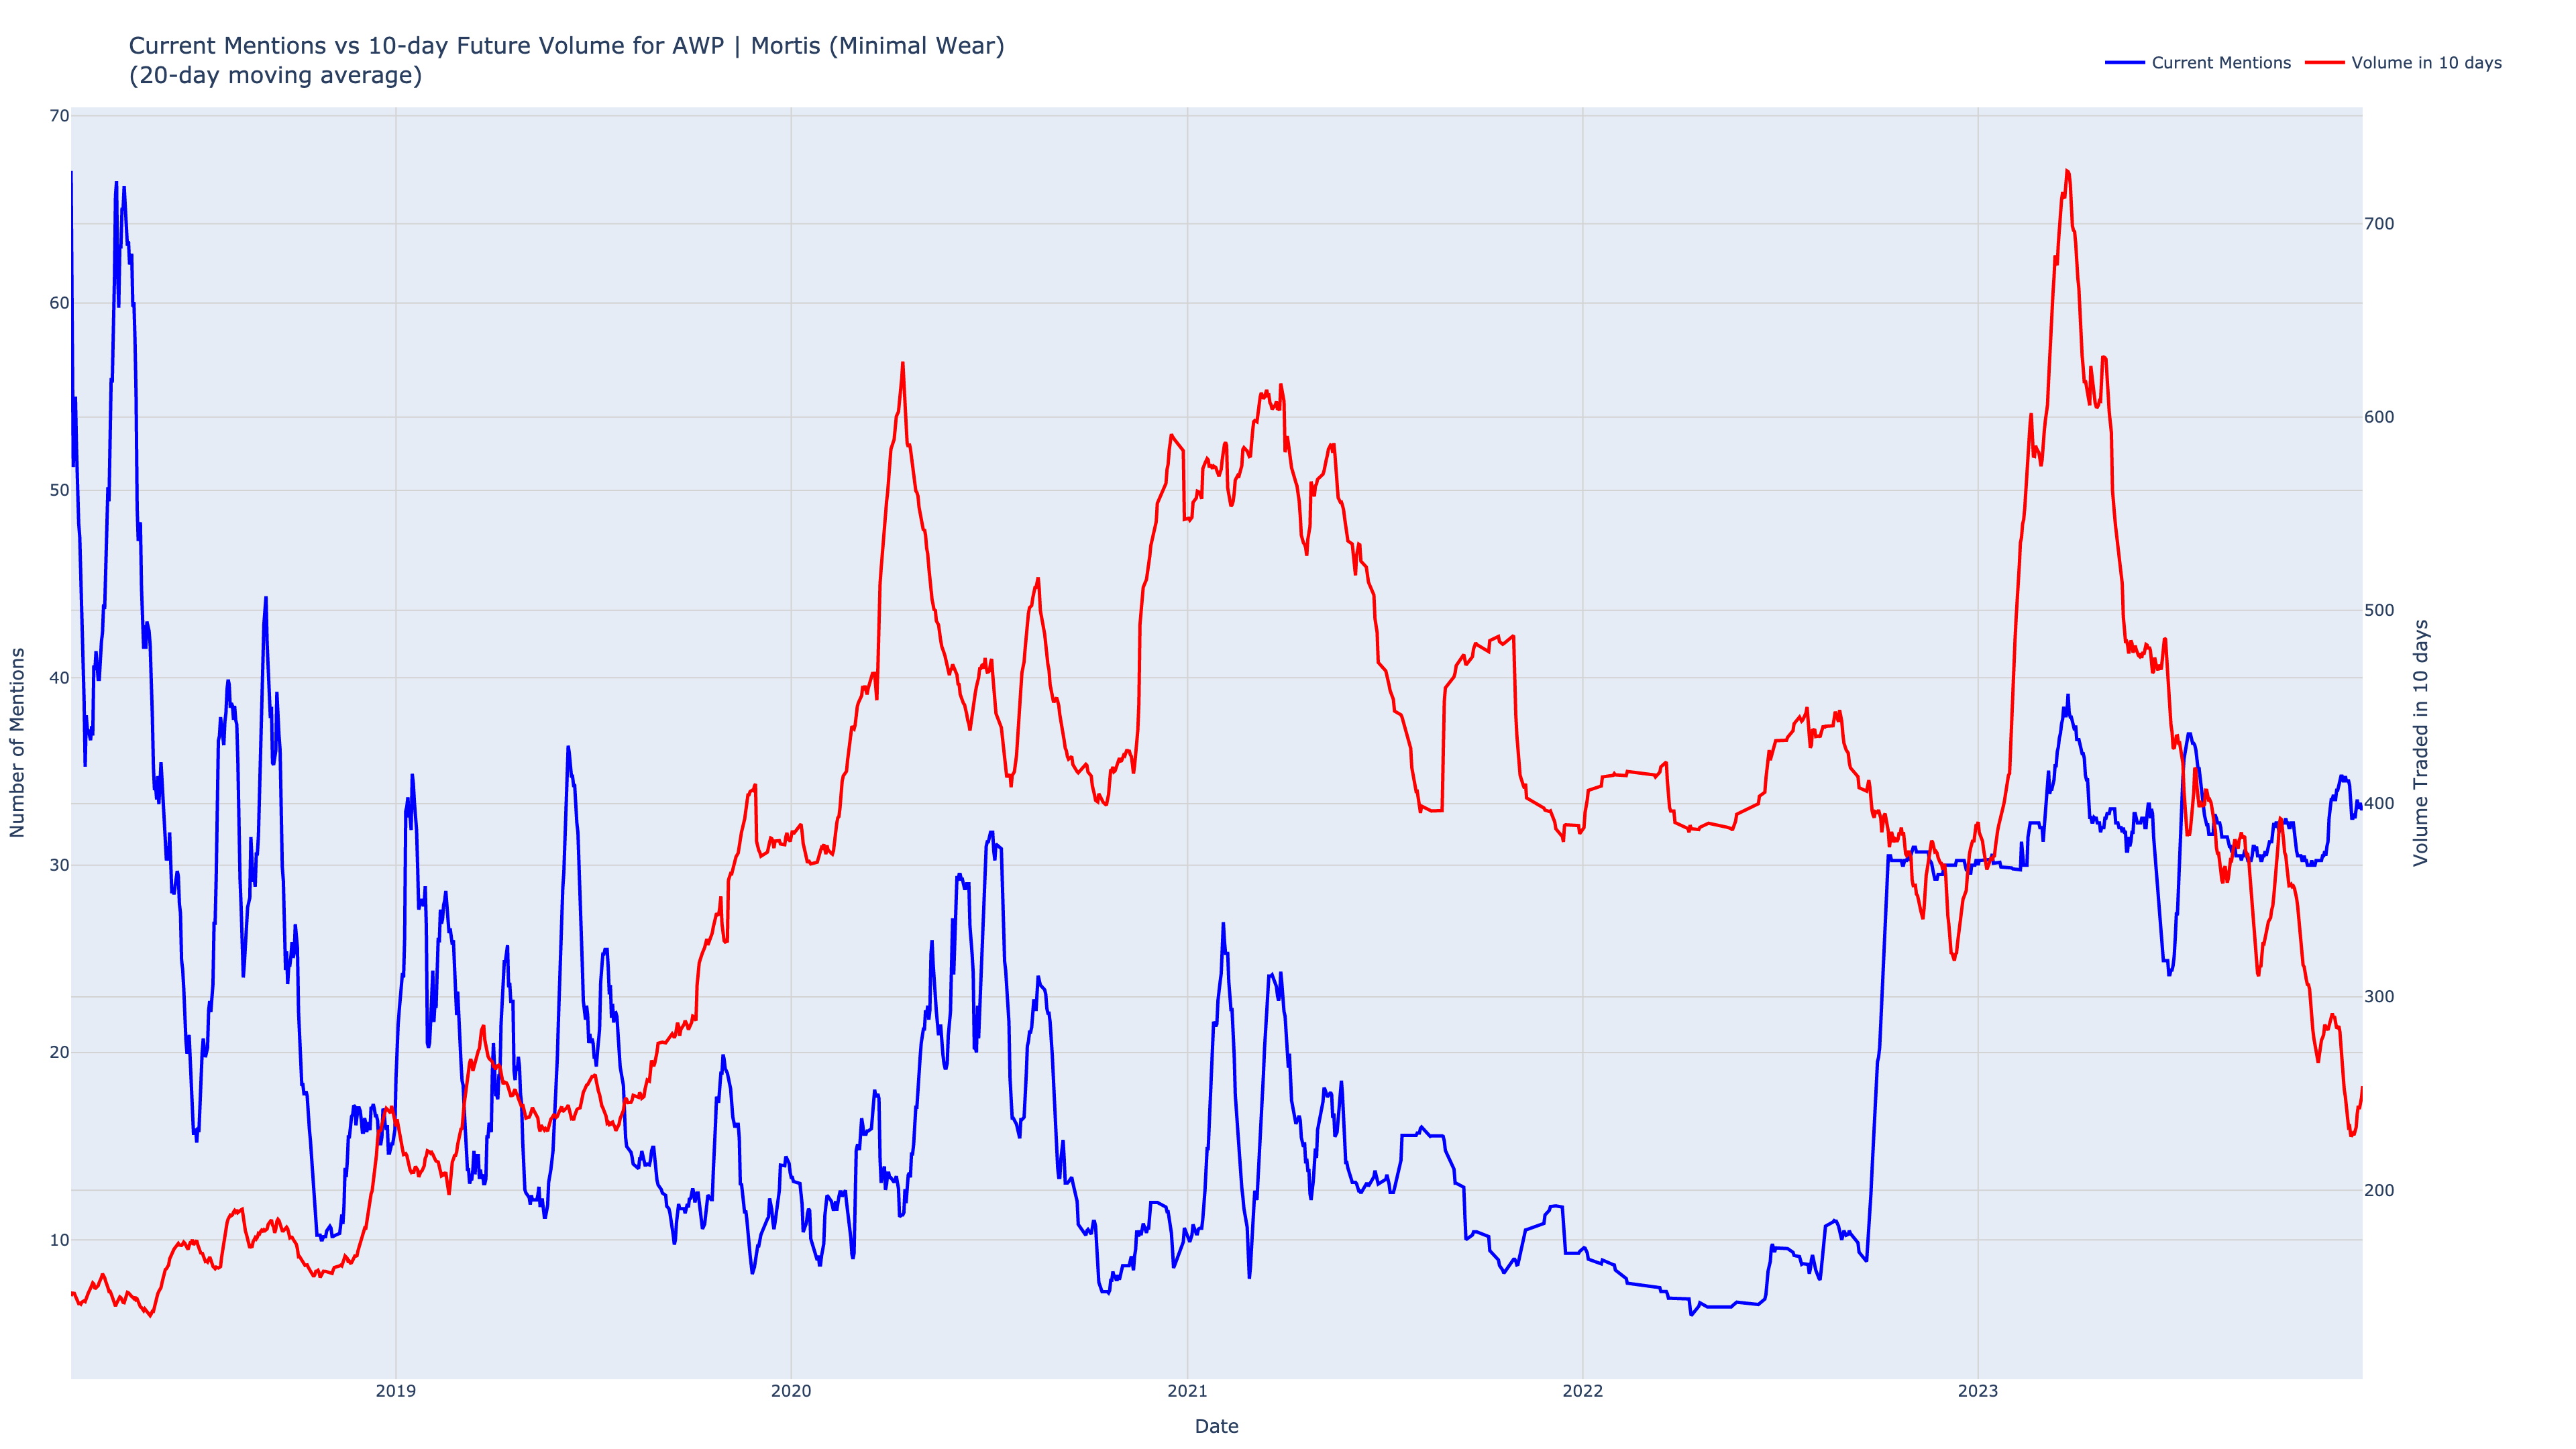 Current Mentions vs 10-day Future Volume for AWP | Mortis (Minimal Wear)
(20-day moving average)
Current Mentions
Volume in 10 days
70
60
50
40
30
20
10
Number of Mentions
700
600
500
400
300
200
Volume Traded in 10 days
2019
2020
2021
2022
2023
Date